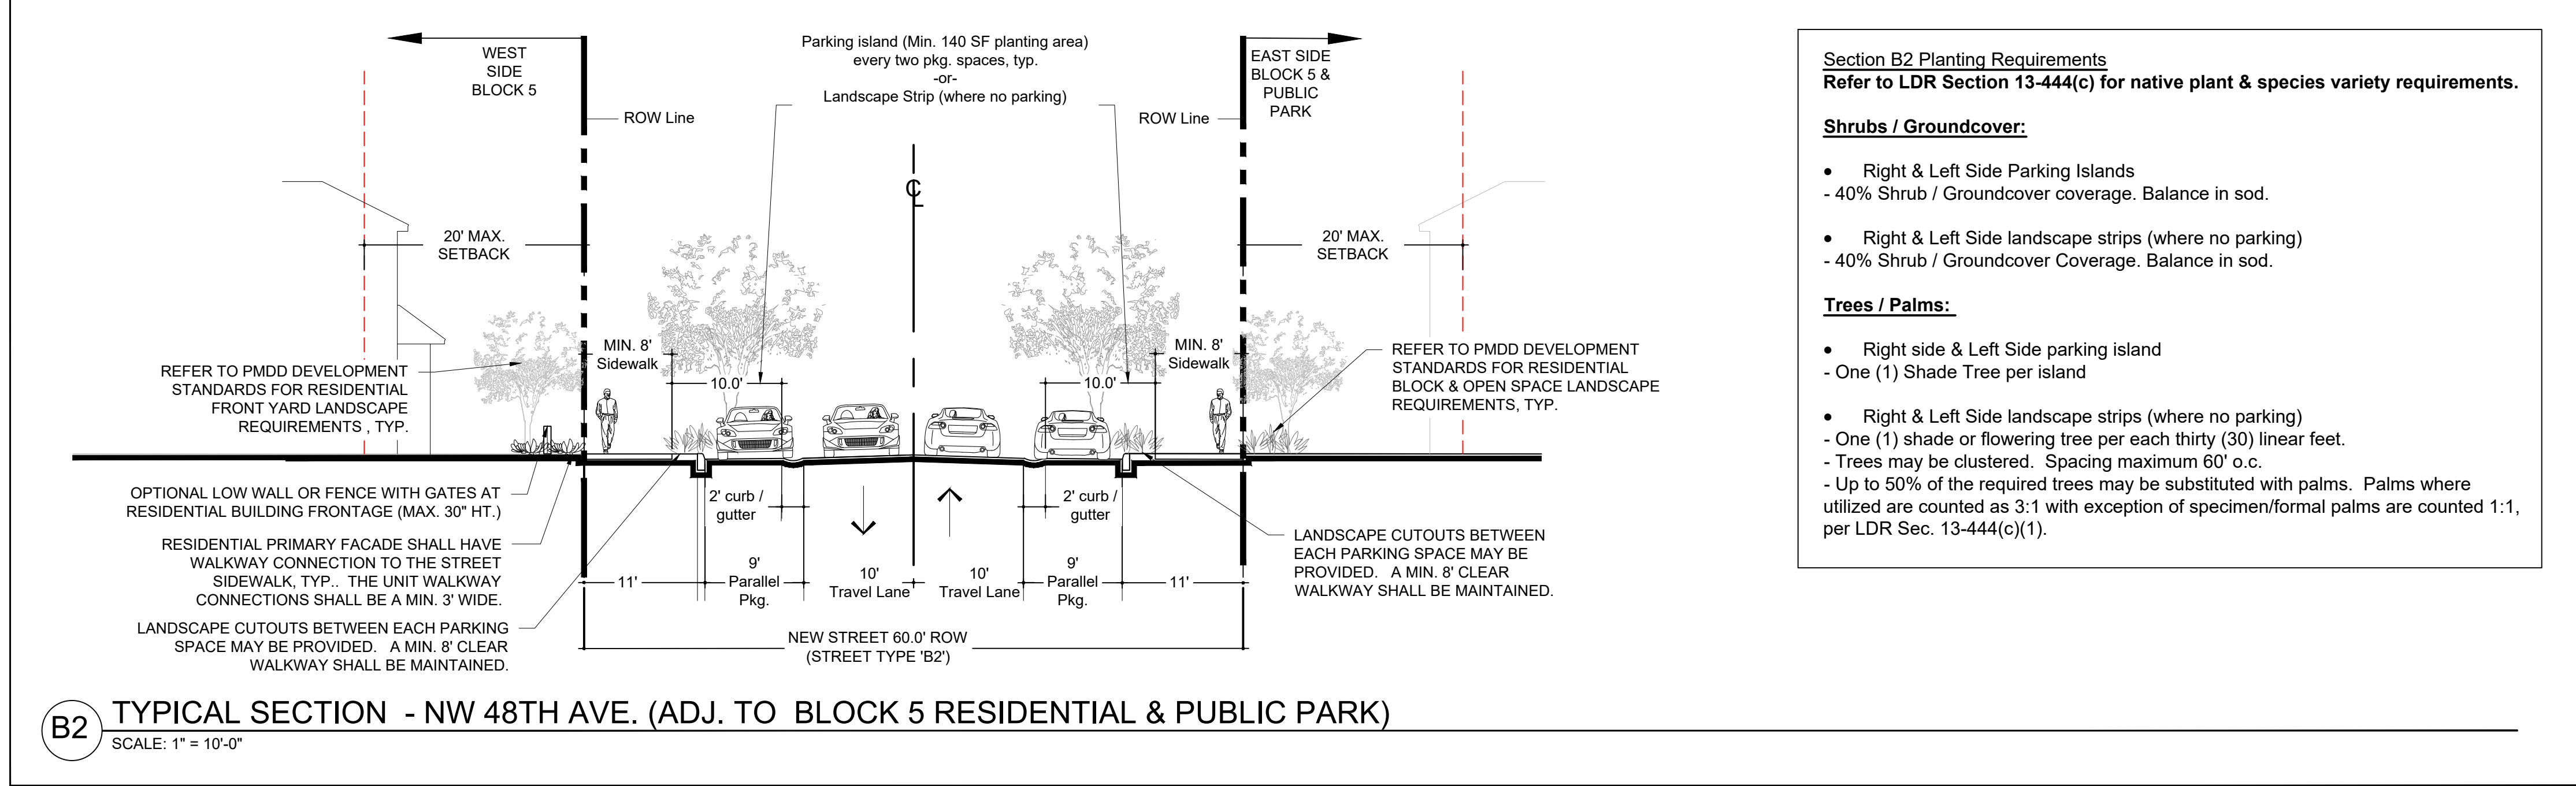 WEST
SIDE
BLOCK 5
Parking island (Min. 140 SF planting area)
every two pkg. spaces, typ.
-or-
Landscape Strip (where no parking)
EAST SIDE
BLOCK 5 &
PUBLIC
PARK
ROW Line
ROW Line
CL
20' MAX.
SETBACK
20' MAX.
SETBACK
MIN. 8'
Sidewalk
MIN. 8'
Sidewalk
10.0'
10.0'
REFER TO PMDD DEVELOPMENT
STANDARDS FOR RESIDENTIAL
FRONT YARD LANDSCAPE
REQUIREMENTS , TYP.
REFER TO PMDD DEVELOPMENT
STANDARDS FOR RESIDENTIAL
BLOCK & OPEN SPACE LANDSCAPE
REQUIREMENTS, TYP.
OPTIONAL LOW WALL OR FENCE WITH GATES AT
RESIDENTIAL BUILDING FRONTAGE (MAX. 30" HT.)
RESIDENTIAL PRIMARY FACADE SHALL HAVE
WALKWAY CONNECTION TO THE STREET
SIDEWALK, TYP.. THE UNIT WALKWAY
CONNECTIONS SHALL BE A MIN. 3' WIDE.
LANDSCAPE CUTOUTS BETWEEN EACH PARKING
SPACE MAY BE PROVIDED. A MIN. 8' CLEAR
WALKWAY SHALL BE MAINTAINED.
2' curb /
gutter
2' curb /
gutter
11'
9'
Parallel
Pkg.
10'
Travel Lane
10'
Travel Lane
9'
Parallel
Pkg.
11'
LANDSCAPE CUTOUTS BETWEEN
EACH PARKING SPACE MAY BE
PROVIDED. A MIN. 8' CLEAR
WALKWAY SHALL BE MAINTAINED.
NEW STREET 60.0' ROW
(STREET TYPE 'B2')
B2
TYPICAL SECTION - NW 48TH AVE. (ADJ. TO BLOCK 5 RESIDENTIAL & PUBLIC PARK)
SCALE: 1" = 10'-0"
Section B2 Planting Requirements
Refer to LDR Section 13-444(c) for native plant & species variety requirements.
Shrubs / Groundcover:
• Right & Left Side Parking Islands
- 40% Shrub / Groundcover coverage. Balance in sod.
• Right & Left Side landscape strips (where no parking)
- 40% Shrub / Groundcover Coverage. Balance in sod.
Trees / Palms:
• Right side & Left Side parking island
- One (1) Shade Tree per island
• Right & Left Side landscape strips (where no parking)
- One (1) shade or flowering tree per each thirty (30) linear feet.
- Trees may be clustered. Spacing maximum 60' o.c.
- Up to 50% of the required trees may be substituted with palms. Palms where
utilized are counted as 3:1 with exception of specimen/formal palms are counted 1:1,
per LDR Sec. 13-444(c)(1).